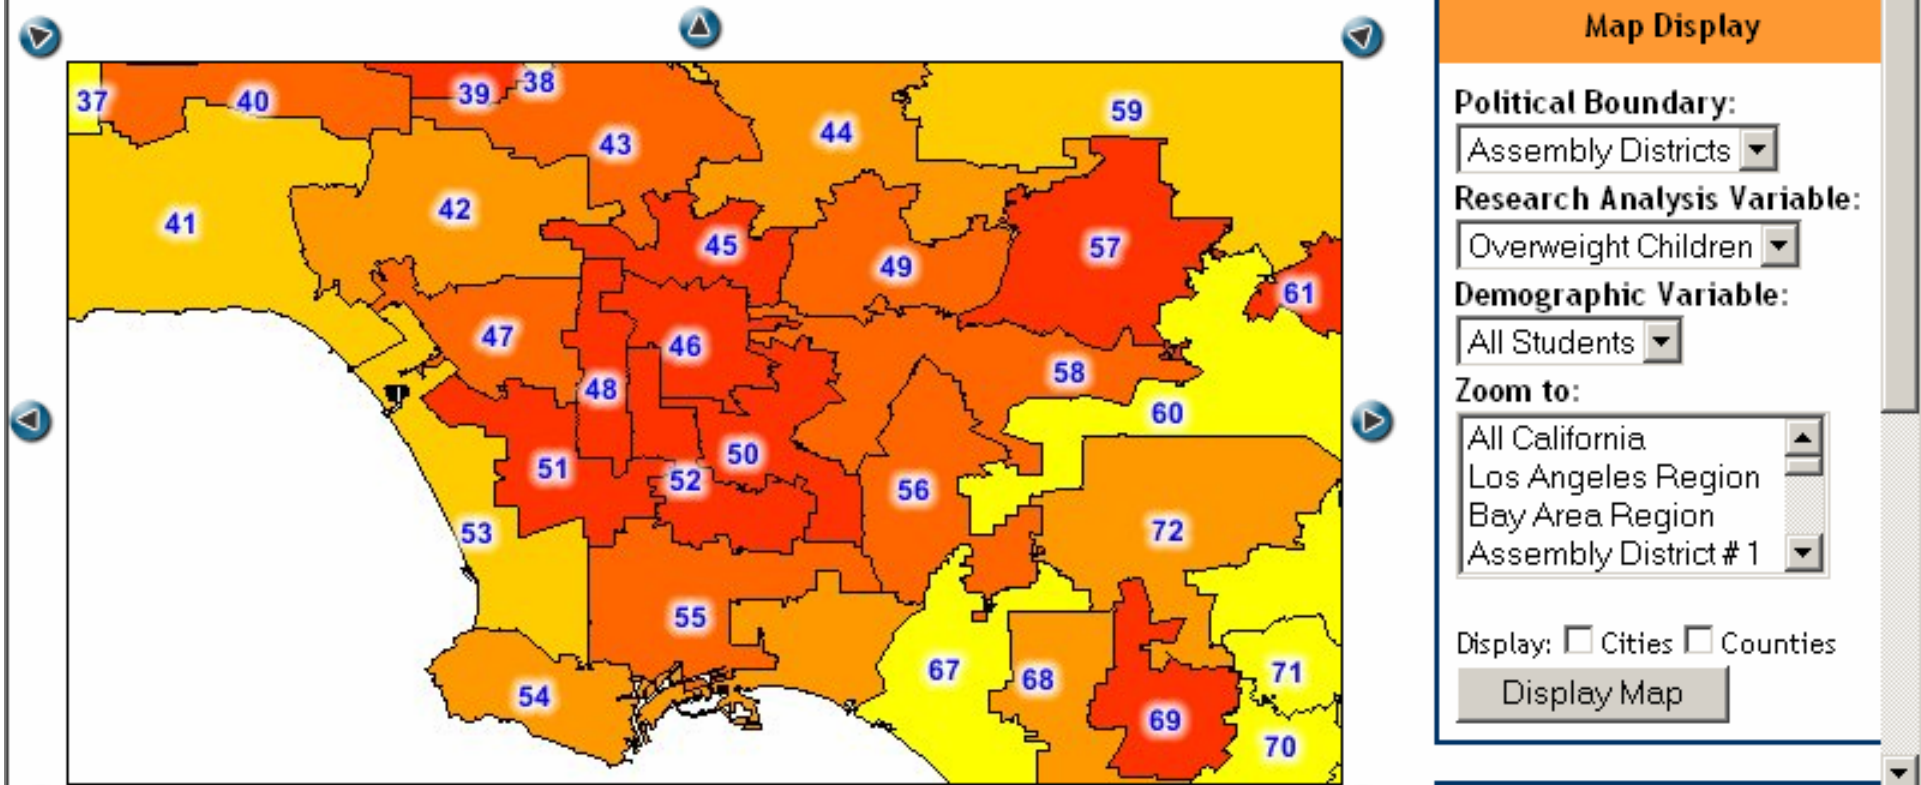 37
40
39
38
43
44
59
41
42
45
49
57
61
47
46
48
58
60
51
50
52
56
53
72
55
67
68
71
54
69
70
Map Display
Political Boundary:
Assembly Districts
Research Analysis Variable:
Overweight Children
Demographic Variable:
All Students
Zoom to:
All California
Los Angeles Region
Bay Area Region
Assembly District # 1
Display: Cities Counties
Display Map